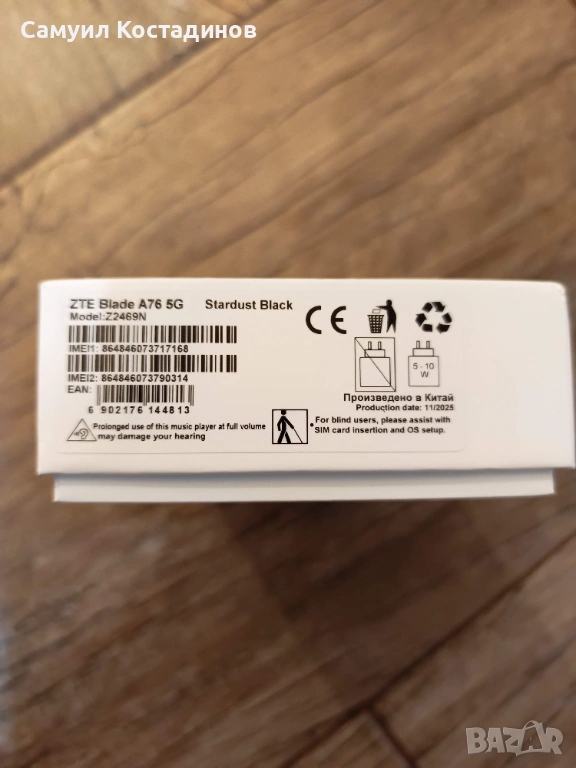 Самуил Костадинов
ZTE Blade A76 5G Stardust Black
Model:Z2469N
IMEI1: 864846073717168
IMEI2: 864846073790314
EAN:
6 902176 144813
CE
5 - 10
W
Произведено в Китай
Production date: 11/2025
Prolonged use of this music player at full volume
may damage your hearing
• For blind users, please assist with
SIM card insertion and OS setup.
BAZAR